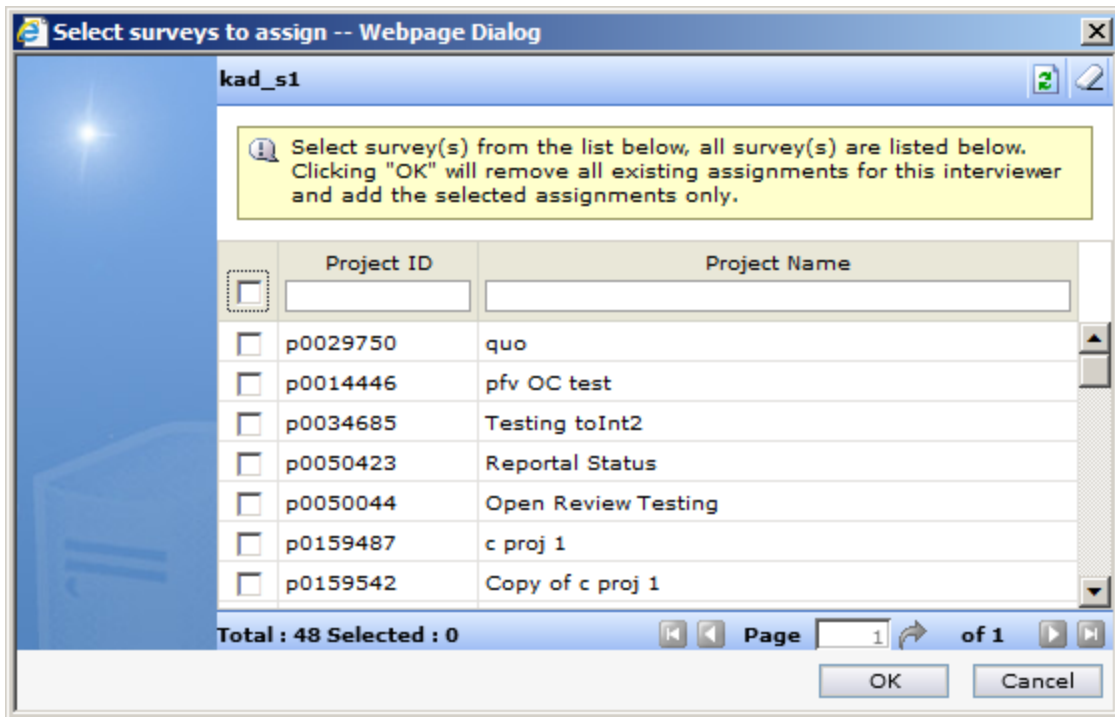 Select surveys to assign -- Webpage Dialog
kad_s1
Select survey(s) from the list below, all survey(s) are listed below.
Clicking "OK" will remove all existing assignments for this interviewer
and add the selected assignments only.
Project ID Project Name
p0029750 quo
p0014446 pfv OC test
p0034685 Testing toInt2
p0050423 Reportal Status
p0050044 Open Review Testing
p0159487 c proj 1
p0159542 Copy of c proj 1
Total : 48 Selected : 0 Page 1 of 1
OK Cancel